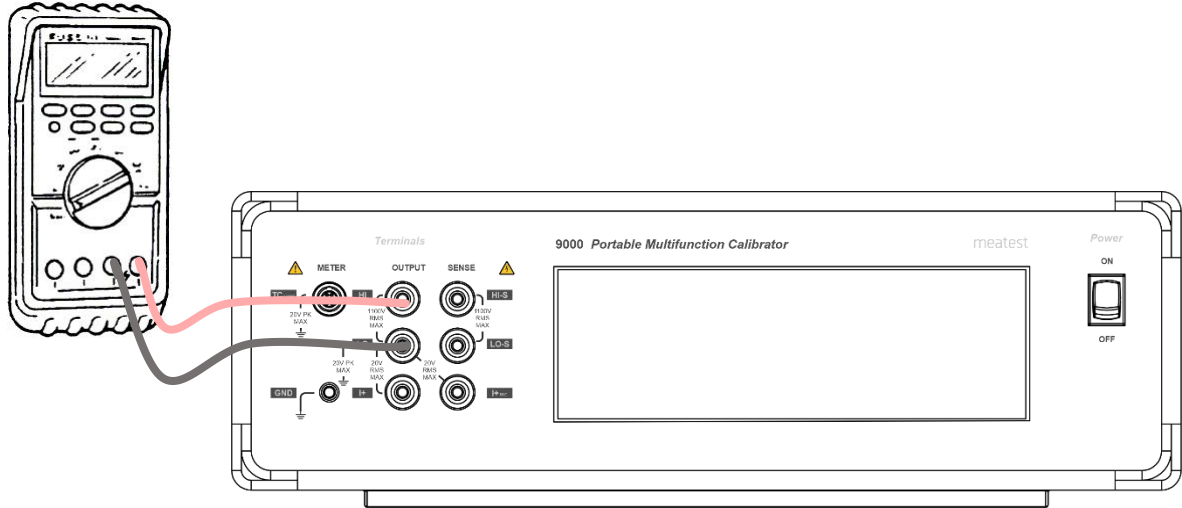 Terminals
9000 Portable Multifunction Calibrator
meatest
Power
METER
OUTPUT
SENSE
ON
HI
HI-S
20V PK
MAX
1100V
RMS
MAX
1100V
RMS
MAX
OFF
LO-S
20V PK
MAX
20V
RMS
MAX
20V
RMS
MAX
GND
I+
I+